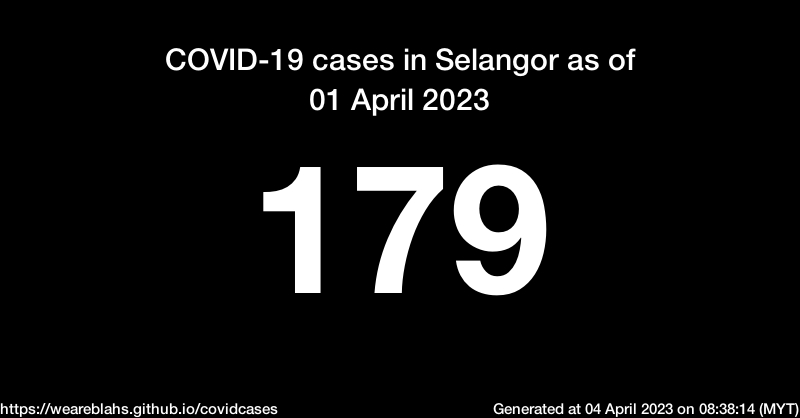 COVID-19 cases in Selangor as of
01 April 2023
179
https://weareblahs.github.io/covidcases
Generated at 04 April 2023 on 08:38:14 (MYT)